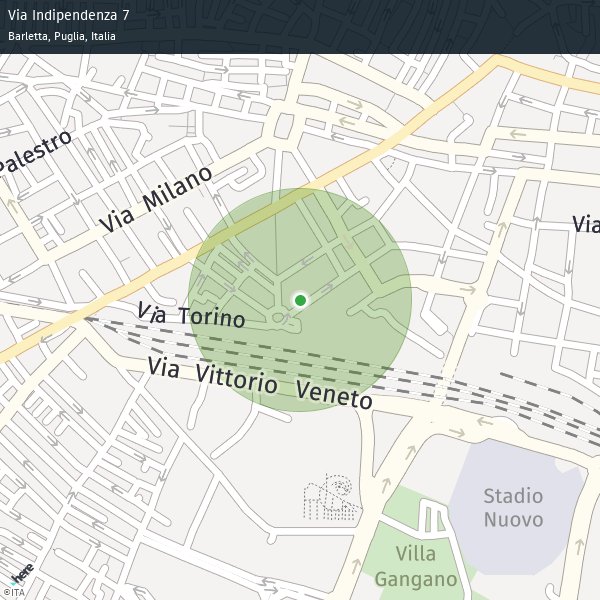 Via Indipendenza 7
Barletta, Puglia, Italia
Palestro
Via Milano
Via
Via Torino
Via Vittorio Veneto
Stadio
Nuovo
Villa
Gangano
here
©ITA